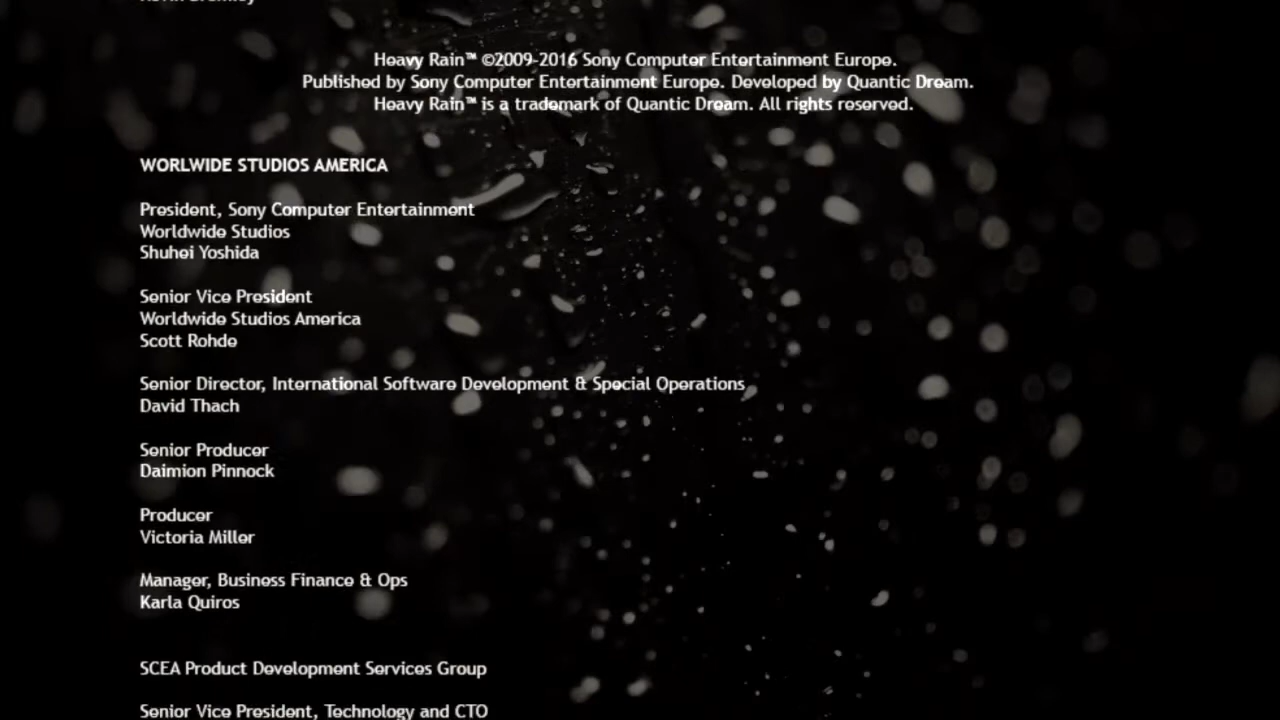 Heavy Rain™ ©2009-2016 Sony Computer Entertainment Europe.
Published by Sony Computer Entertainment Europe. Developed by Quantic Dream.
Heavy Rain™ is a trademark of Quantic Dream. All rights reserved.
WORLWIDE STUDIOS AMERICA
President, Sony Computer Entertainment
Worldwide Studios
Shuhei Yoshida
Senior Vice President
Worldwide Studios America
Scott Rohde
Senior Director, International Software Development & Special Operations
David Thach
Senior Producer
Daimion Pinnock
Producer
Victoria Miller
Manager, Business Finance & Ops
Karla Quiros
SCEA Product Development Services Group
Senior Vice President, Technology and CTO